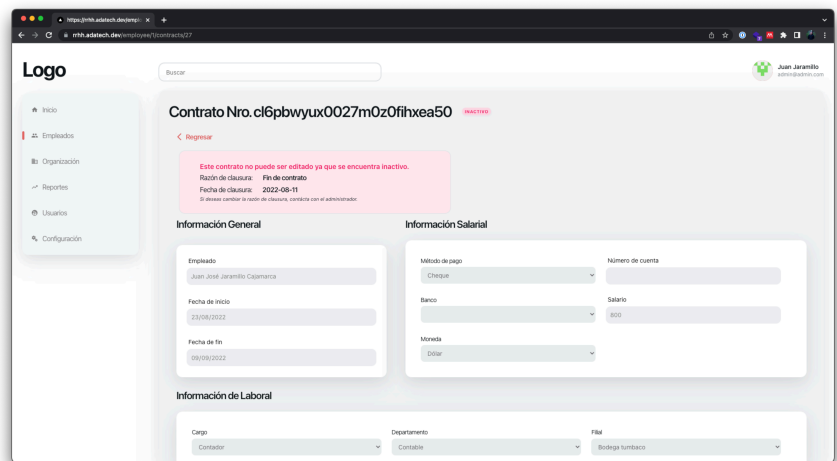 https://rrhh.adatech.dev/emplo
rrhh.adatech.dev/employee/1/contracts/27
Logo
Buscar
Juan Jaramillo
admin@admin.com
Inicio
Empleados
Organización
Reportes
Usuarios
Configuración
Contrato Nro. cl6pbwyux0027m0z0fihxea50 INACTIVO
Regresar
Este contrato no puede ser editado ya que se encuentra inactivo.
Razón de clausura: Fin de contrato
Fecha de clausura: 2022-08-11
Si deseas cambiar la razón de clausura, contácta con el administrador.
Información General
Empleado
Juan José Jaramillo Cajamarca
Fecha de inicio
23/08/2022
Fecha de fin
09/09/2022
Información Salarial
Método de pago
Cheque
Número de cuenta
Banco
Salario
800
Moneda
Dólar
Información de Laboral
Cargo
Contador
Departamento
Contable
Filial
Bodega tumbaco